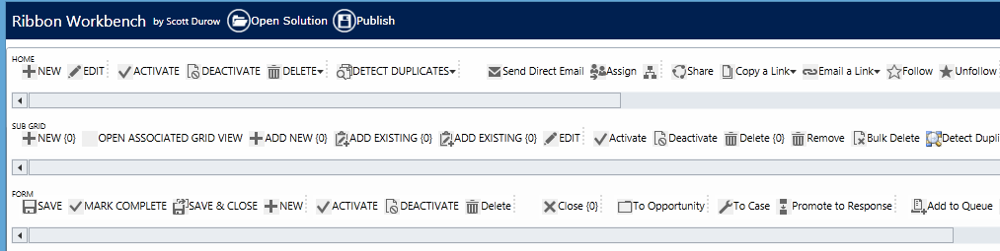 Ribbon Workbench by Scott Durow Open Solution Publish
HOME
NEW EDIT ACTIVATE DEACTIVATE DELETE DETECT DUPLICATES Send Direct Email Assign Share Copy a Link Email a Link Follow Unfollow
SUB GRID
NEW {0} OPEN ASSOCIATED GRID VIEW ADD NEW {0} ADD EXISTING {0} ADD EXISTING {0} EDIT Activate Deactivate Delete {0} Remove Bulk Delete Detect Dupli
FORM
SAVE MARK COMPLETE SAVE & CLOSE NEW ACTIVATE DEACTIVATE Delete Close {0} To Opportunity To Case Promote to Response Add to Queue